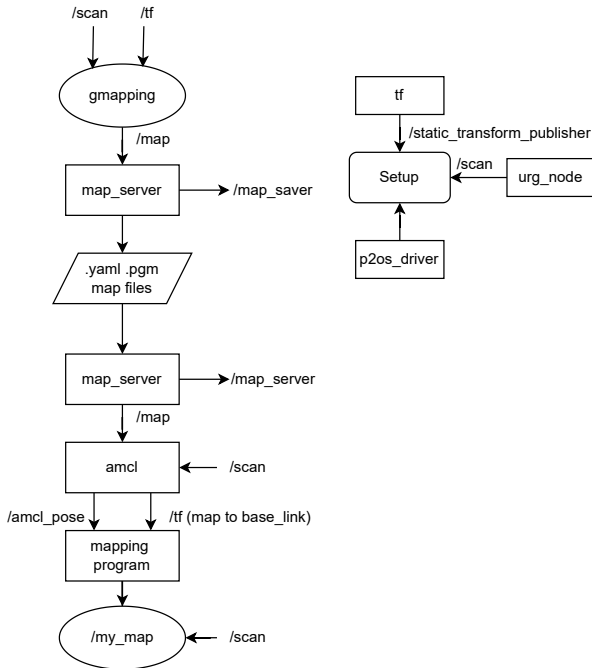 /scan
/tf
gmapping
/map
map_server
/map_saver
.yaml .pgm
map files
map_server
/map_server
/map
amcl
/scan
/amcl_pose
/tf (map to base_link)
mapping
program
/my_map
/scan
tf
/static_transform_publisher
Setup
/scan
urg_node
p2os_driver